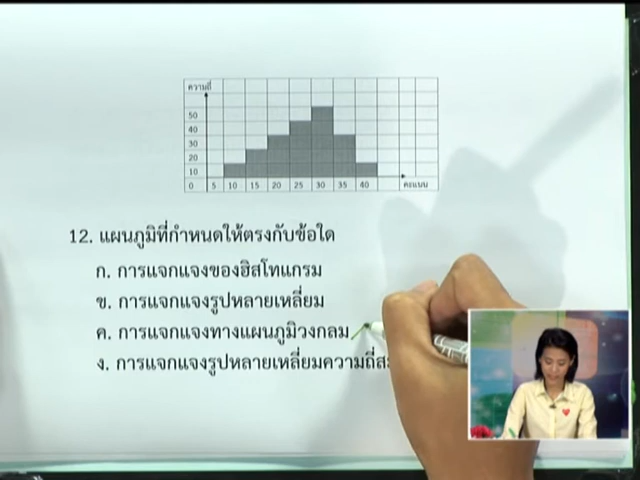 ความถี่
50
40
30
20
10
0 5 10 15 20 25 30 35 40 คะแนน
12. แผนภูมิที่กำหนดให้ตรงกับข้อใด
ก. การแจกแจงของฮิสโทแกรม
ข. การแจกแจงรูปหลายเหลี่ยม
ค. การแจกแจงทางแผนภูมิวงกลม
ง. การแจกแจงรูปหลายเหลี่ยมความถี่